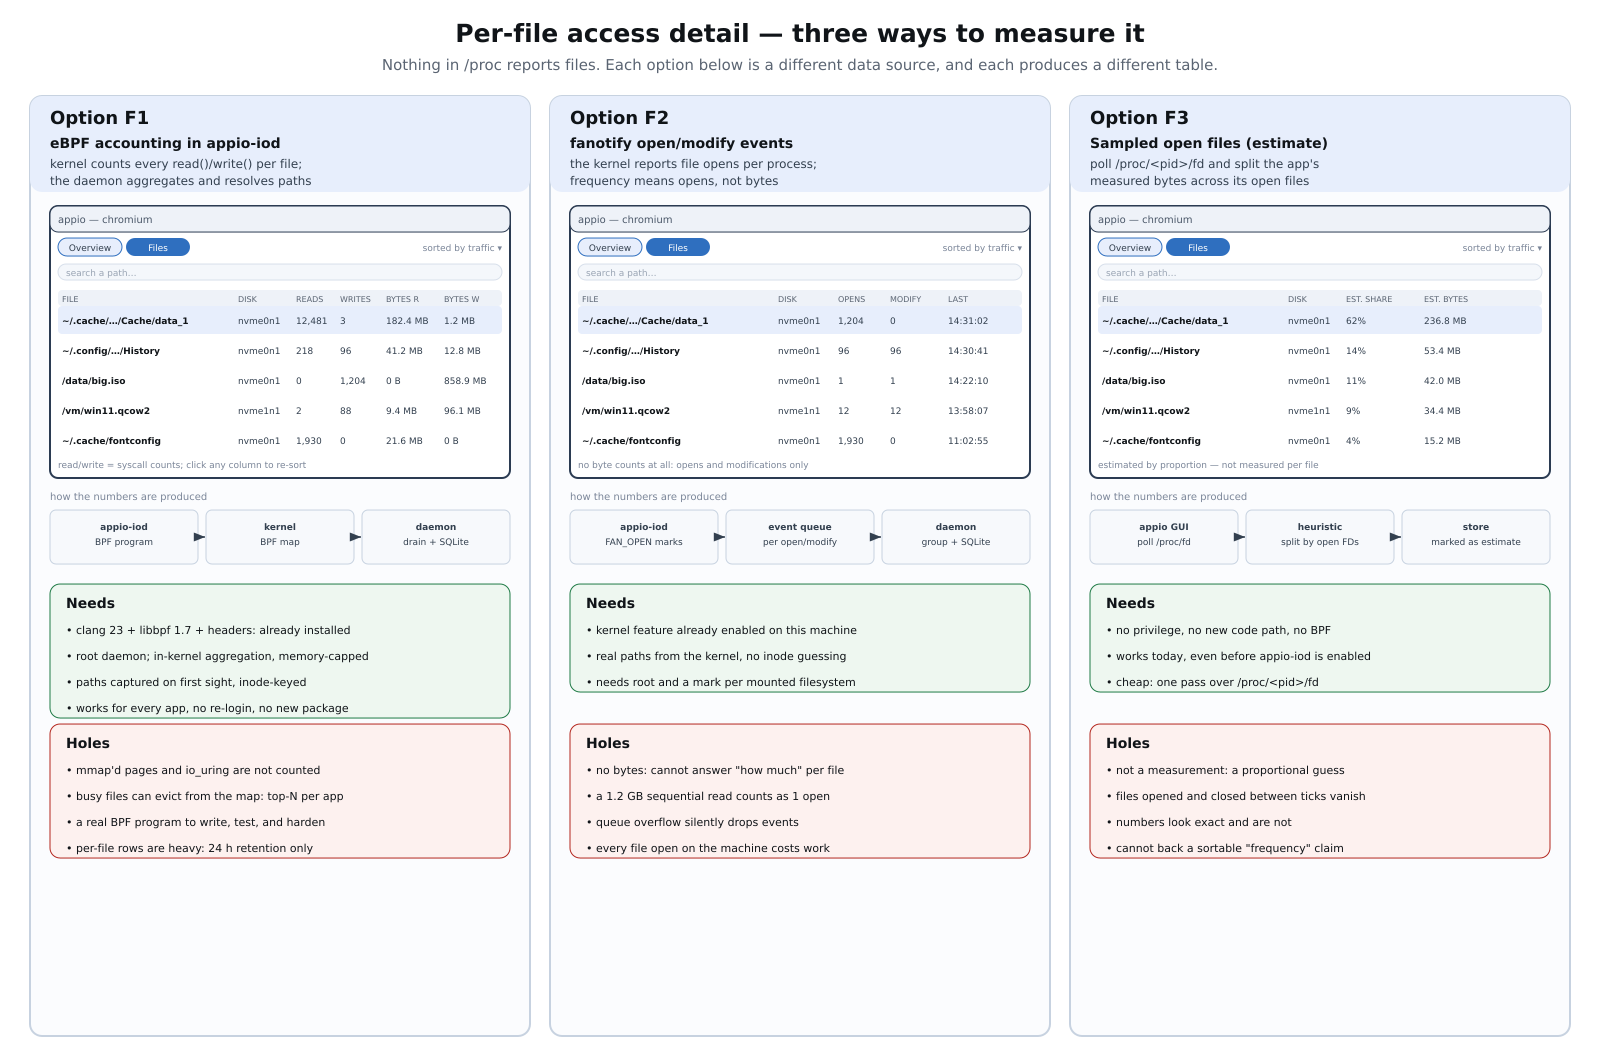 Per-file access detail — three ways to measure it
Nothing in /proc reports files. Each option below is a different data source, and each produces a different table.
Option F1
eBPF accounting in appio-iod
kernel counts every read()/write() per file;
the daemon aggregates and resolves paths
appio — chromium
Overview Files sorted by traffic ▾
search a path...
FILE DISK READS WRITES BYTES R BYTES W
~/.cache/…/Cache/data_1 nvme0n1 12,481 3 182.4 MB 1.2 MB
~/.config/…/History nvme0n1 218 96 41.2 MB 12.8 MB
/data/big.iso nvme0n1 0 1,204 0 B 858.9 MB
/vm/win11.qcow2 nvme1n1 2 88 9.4 MB 96.1 MB
~/.cache/fontconfig nvme0n1 1,930 0 21.6 MB 0 B
read/write = syscall counts; click any column to re-sort
how the numbers are produced
appio-iod kernel daemon
BPF program BPF map drain + SQLite
Needs
• clang 23 + libbpf 1.7 + headers: already installed
• root daemon; in-kernel aggregation, memory-capped
• paths captured on first sight, inode-keyed
• works for every app, no re-login, no new package
Holes
• mmap'd pages and io_uring are not counted
• busy files can evict from the map: top-N per app
• a real BPF program to write, test, and harden
• per-file rows are heavy: 24 h retention only
Option F2
fanotify open/modify events
the kernel reports file opens per process;
frequency means opens, not bytes
appio — chromium
Overview Files sorted by traffic ▾
search a path...
FILE DISK OPENS MODIFY LAST
~/.cache/…/Cache/data_1 nvme0n1 1,204 0 14:31:02
~/.config/…/History nvme0n1 96 96 14:30:41
/data/big.iso nvme0n1 1 1 14:22:10
/vm/win11.qcow2 nvme1n1 12 12 13:58:07
~/.cache/fontconfig nvme0n1 1,930 0 11:02:55
no byte counts at all: opens and modifications only
how the numbers are produced
appio-iod event queue daemon
FAN_OPEN marks per open/modify group + SQLite
Needs
• kernel feature already enabled on this machine
• real paths from the kernel, no inode guessing
• needs root and a mark per mounted filesystem
Holes
• no bytes: cannot answer "how much" per file
• a 1.2 GB sequential read counts as 1 open
• queue overflow silently drops events
• every file open on the machine costs work
Option F3
Sampled open files (estimate)
poll /proc/<pid>/fd and split the app's
measured bytes across its open files
appio — chromium
Overview Files sorted by traffic ▾
search a path...
FILE DISK EST. SHARE EST. BYTES
~/.cache/…/Cache/data_1 nvme0n1 62% 236.8 MB
~/.config/…/History nvme0n1 14% 53.4 MB
/data/big.iso nvme0n1 11% 42.0 MB
/vm/win11.qcow2 nvme1n1 9% 34.4 MB
~/.cache/fontconfig nvme0n1 4% 15.2 MB
estimated by proportion — not measured per file
how the numbers are produced
appio GUI heuristic store
poll /proc/fd split by open FDs marked as estimate
Needs
• no privilege, no new code path, no BPF
• works today, even before appio-iod is enabled
• cheap: one pass over /proc/<pid>/fd
Holes
• not a measurement: a proportional guess
• files opened and closed between ticks vanish
• numbers look exact and are not
• cannot back a sortable "frequency" claim